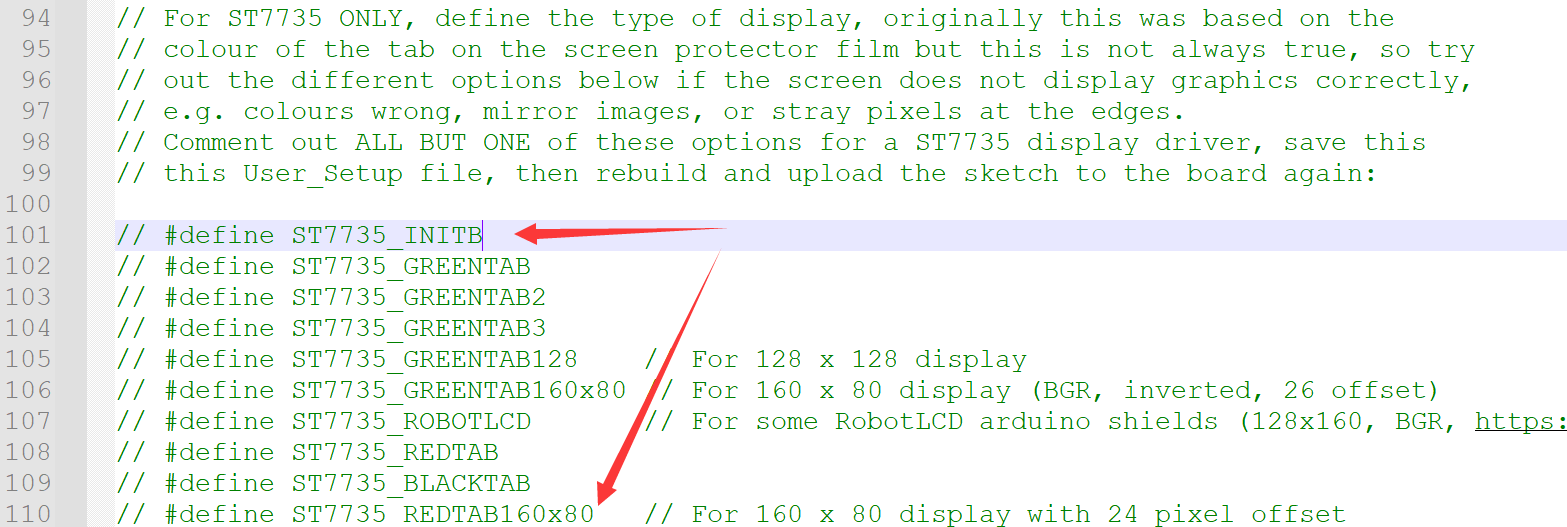 94 // For ST7735 ONLY, define the type of display, originally this was based on the
95 // colour of the tab on the screen protector film but this is not always true, so try
96 // out the different options below if the screen does not display graphics correctly,
97 // e.g. colours wrong, mirror images, or stray pixels at the edges.
98 // Comment out ALL BUT ONE of these options for a ST7735 display driver, save this
99 // this User_Setup file, then rebuild and upload the sketch to the board again:
100
101 // #define ST7735_INITB
102 // #define ST7735_GREENTAB
103 // #define ST7735_GREENTAB2
104 // #define ST7735_GREENTAB3
105 // #define ST7735_GREENTAB128 // For 128 x 128 display
106 // #define ST7735_GREENTAB160x80 // For 160 x 80 display (BGR, inverted, 26 offset)
107 // #define ST7735_ROBOTLCD // For some RobotLCD arduino shields (128x160, BGR, https:
108 // #define ST7735_REDTAB
109 // #define ST7735_BLACKTAB
110 // #define ST7735_REDTAB160x80 // For 160 x 80 display with 24 pixel offset